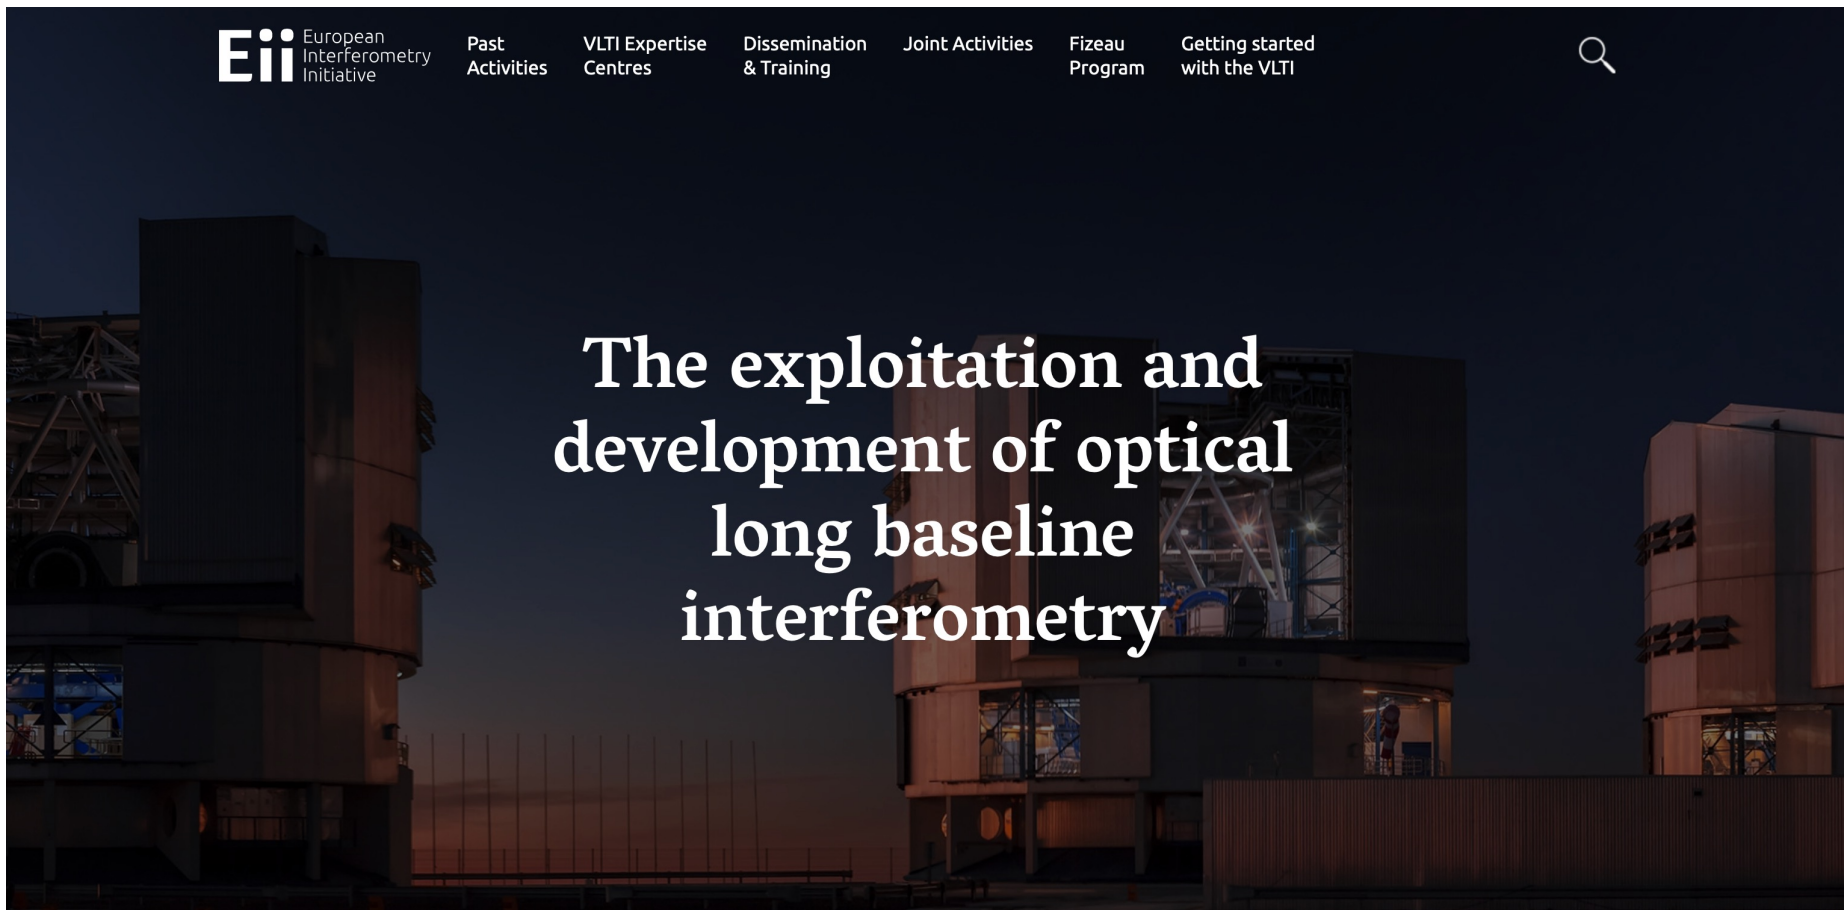 Eii
European
Interferometry
Initiative
Past
Activities
VLTI Expertise
Centres
Dissemination
& Training
Joint Activities
Fizeau
Program
Getting started
with the VLTI
The exploitation and
development of optical
long baseline
interferometry